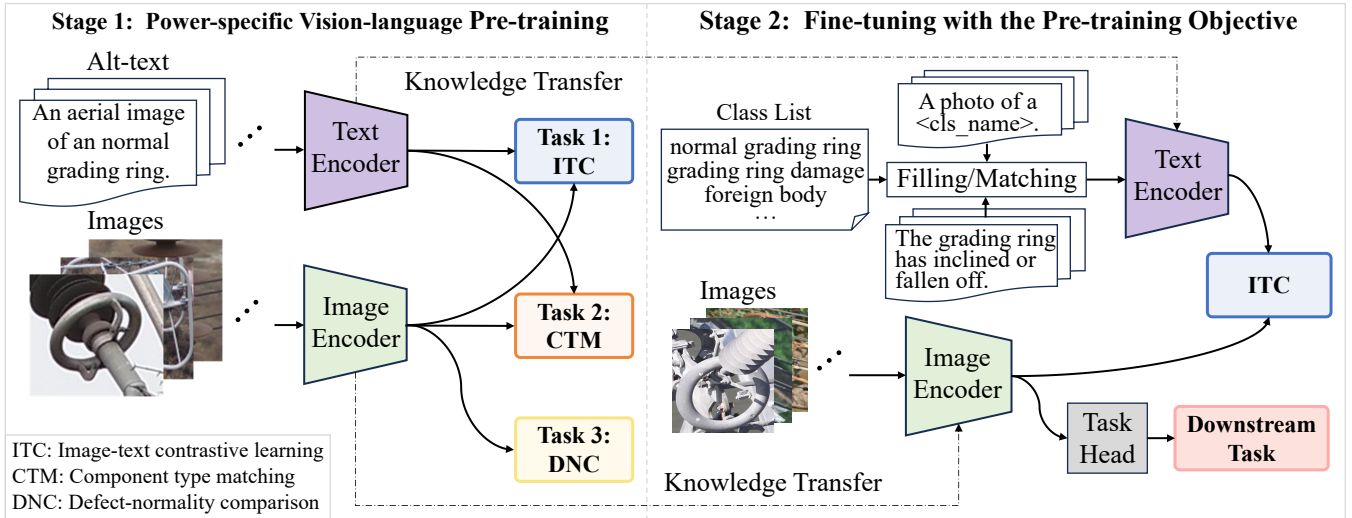 Stage 1: Power-specific Vision-language Pre-training
Alt-text
An aerial image
of an normal
grading ring.
Images
Text
Encoder
Image
Encoder
Knowledge Transfer
Task 1:
ITC
Task 2:
CTM
Task 3:
DNC
ITC: Image-text contrastive learning
CTM: Component type matching
DNC: Defect-normality comparison
Stage 2: Fine-tuning with the Pre-training Objective
Class List
normal grading ring
grading ring damage
foreign body
...
A photo of a
<cls_name>.
Filling/Matching
The grading ring
has inclined or
fallen off.
Text
Encoder
ITC
Images
Image
Encoder
Task
Head
Downstream
Task
Knowledge Transfer